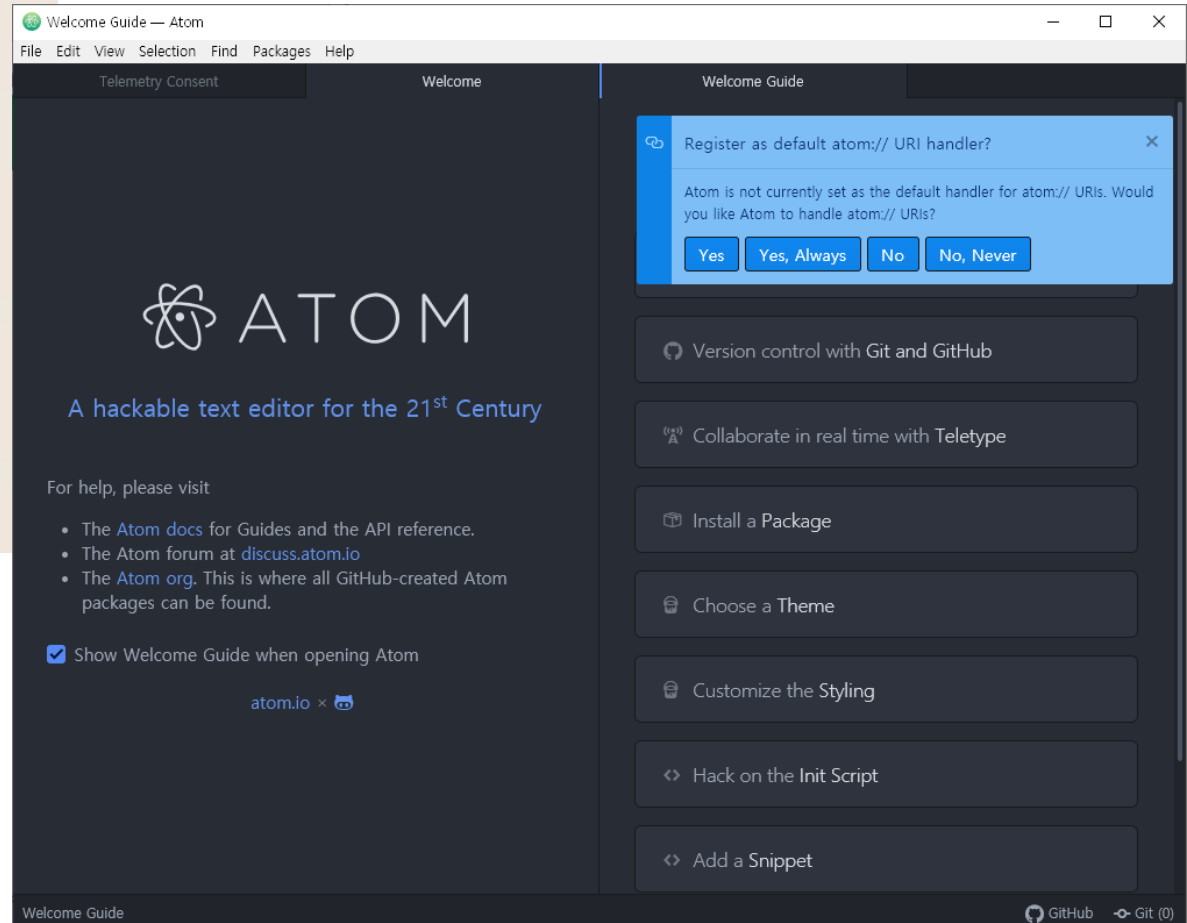 Welcome Guide — Atom
File Edit View Selection Find Packages Help
Telemetry Consent
Welcome
Welcome Guide
ATOM
A hackable text editor for the 21st Century
For help, please visit
• The Atom docs for Guides and the API reference.
• The Atom forum at discuss.atom.io
• The Atom org. This is where all GitHub-created Atom
packages can be found.
Show Welcome Guide when opening Atom
atom.io ×
Register as default atom:// URI handler?
Atom is not currently set as the default handler for atom:// URIs. Would
you like Atom to handle atom:// URIs?
Yes
Yes, Always
No
No, Never
Version control with Git and GitHub
Collaborate in real time with Teletype
Install a Package
Choose a Theme
Customize the Styling
Hack on the Init Script
Add a Snippet
Welcome Guide
GitHub
Git (0)